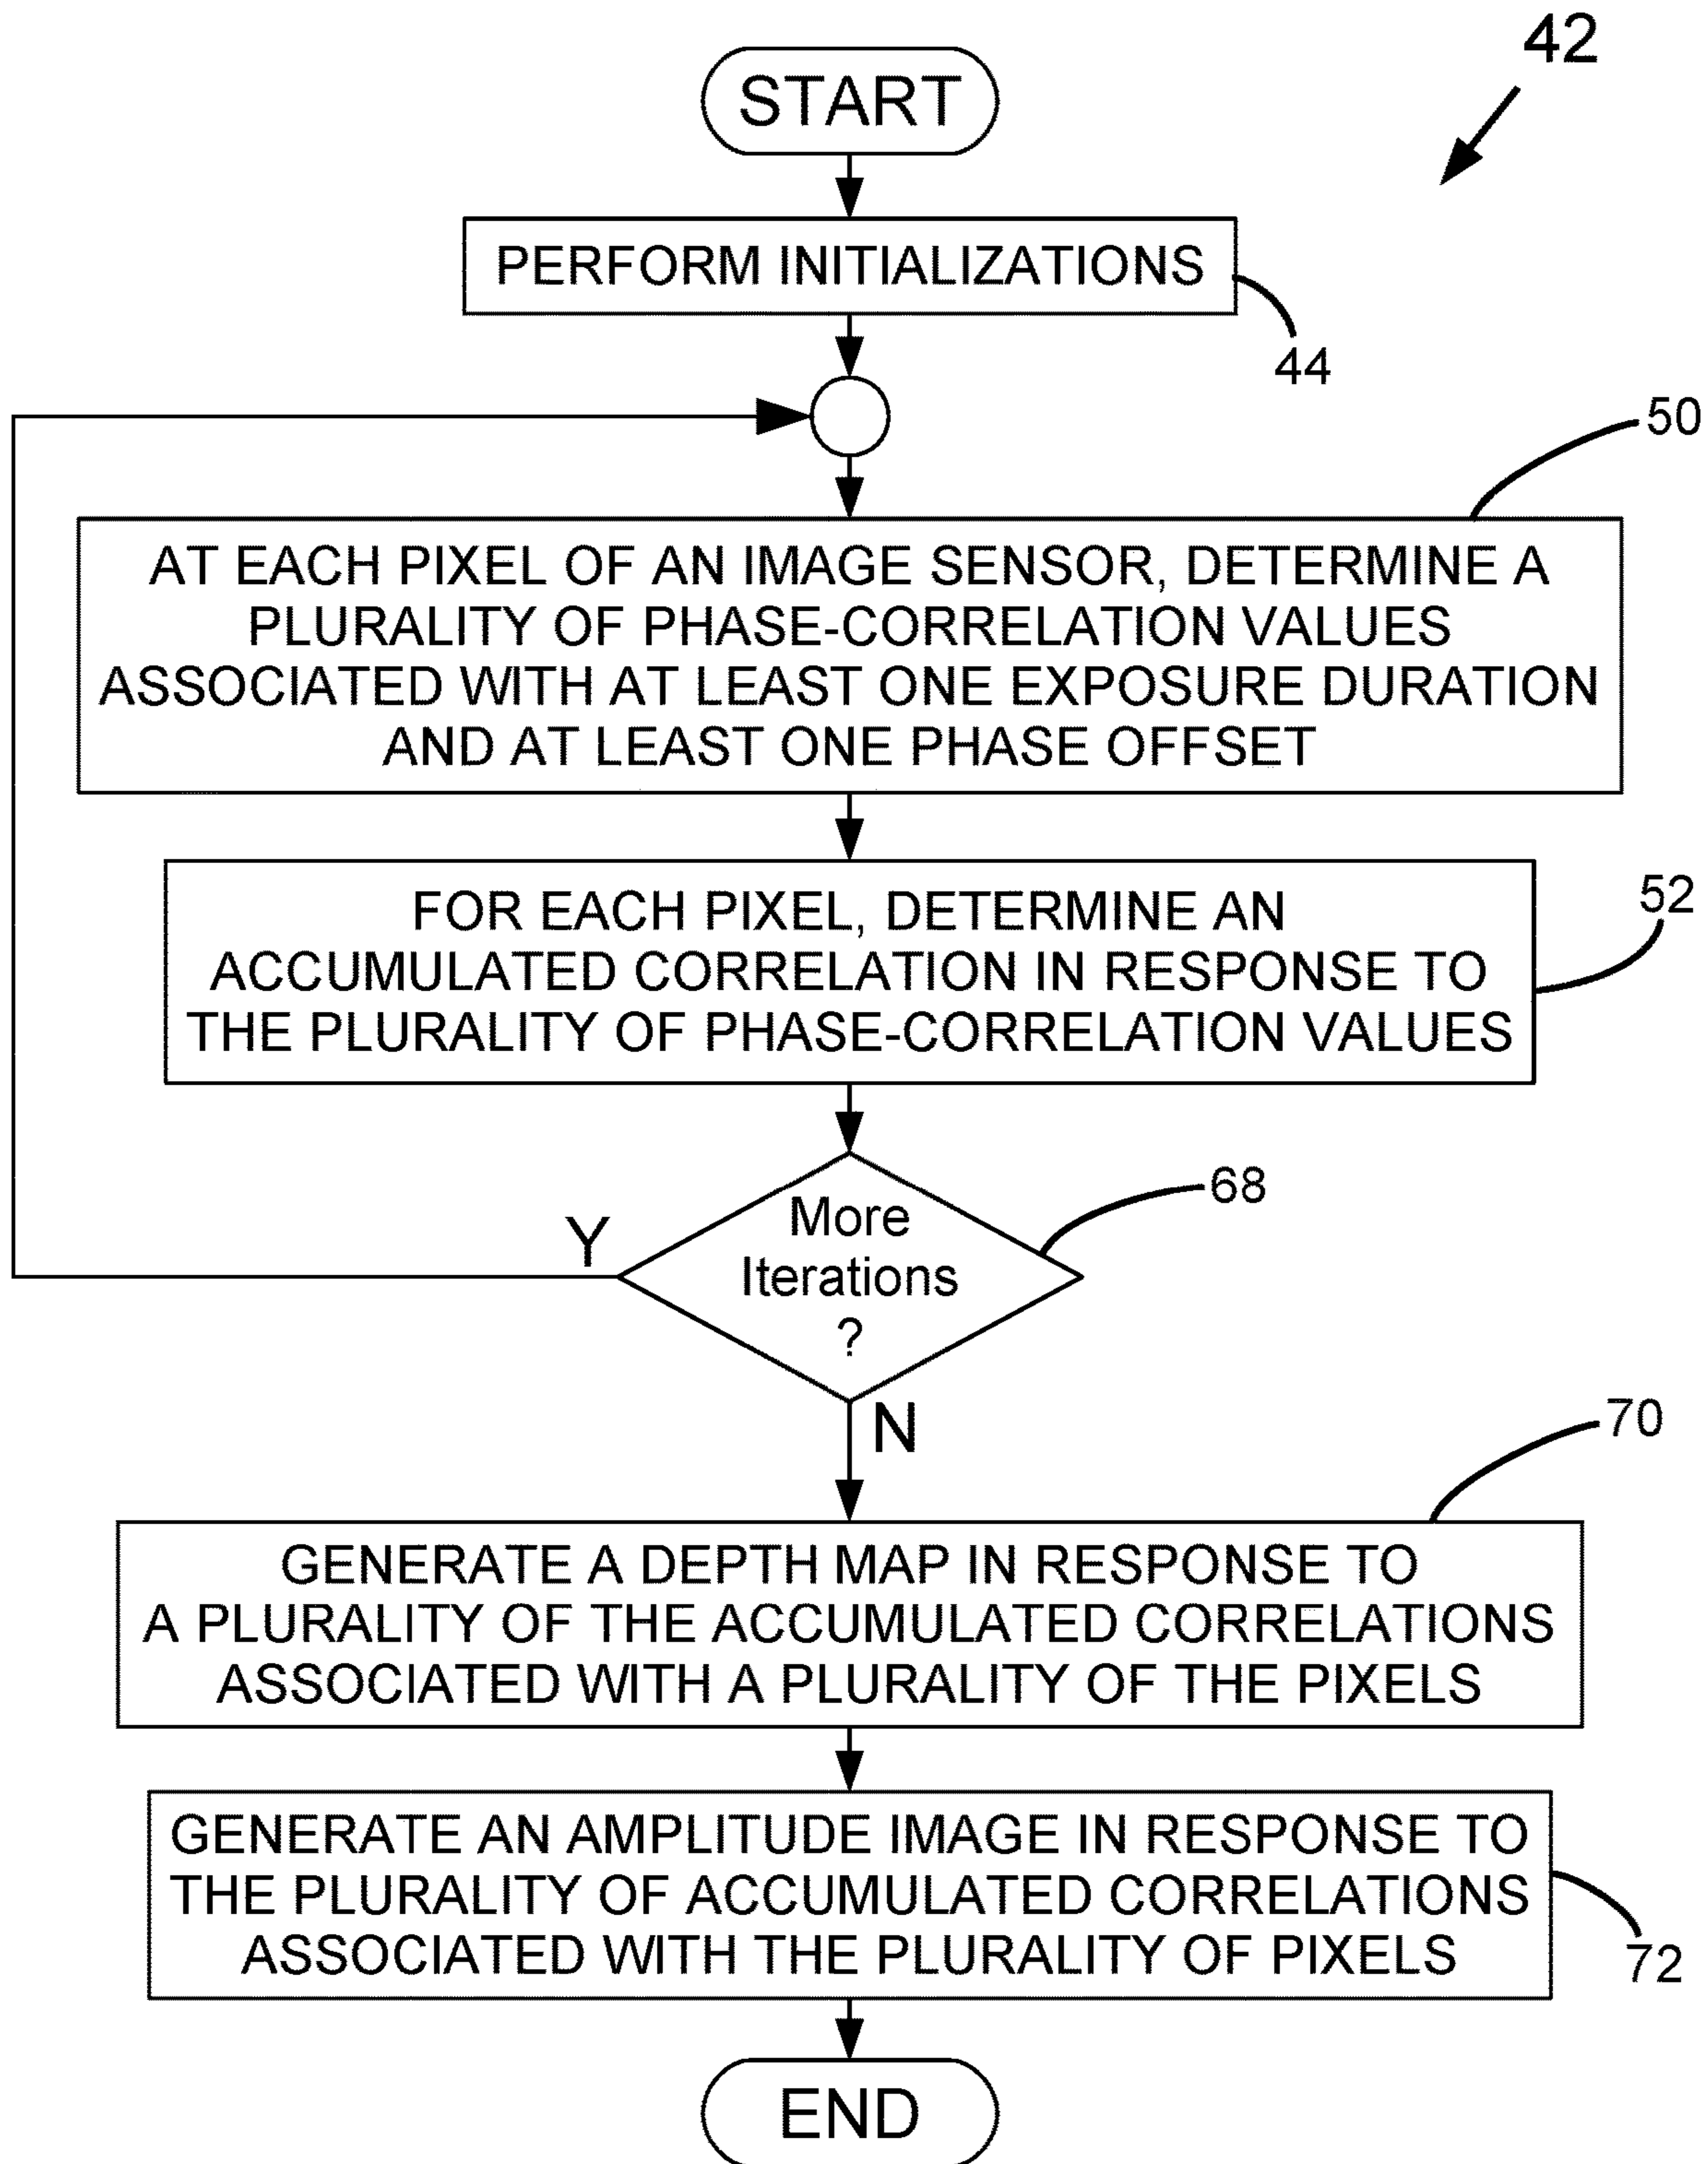 42
START
PERFORM INITIALIZATIONS
44
50
AT EACH PIXEL OF AN IMAGE SENSOR, DETERMINE A
PLURALITY OF PHASE-CORRELATION VALUES
ASSOCIATED WITH AT LEAST ONE EXPOSURE DURATION
AND AT LEAST ONE PHASE OFFSET
52
FOR EACH PIXEL, DETERMINE AN
ACCUMULATED CORRELATION IN RESPONSE TO
THE PLURALITY OF PHASE-CORRELATION VALUES
68
More
Iterations
?
Y
N
70
GENERATE A DEPTH MAP IN RESPONSE TO
A PLURALITY OF THE ACCUMULATED CORRELATIONS
ASSOCIATED WITH A PLURALITY OF THE PIXELS
GENERATE AN AMPLITUDE IMAGE IN RESPONSE TO
THE PLURALITY OF ACCUMULATED CORRELATIONS
ASSOCIATED WITH THE PLURALITY OF PIXELS
72
END